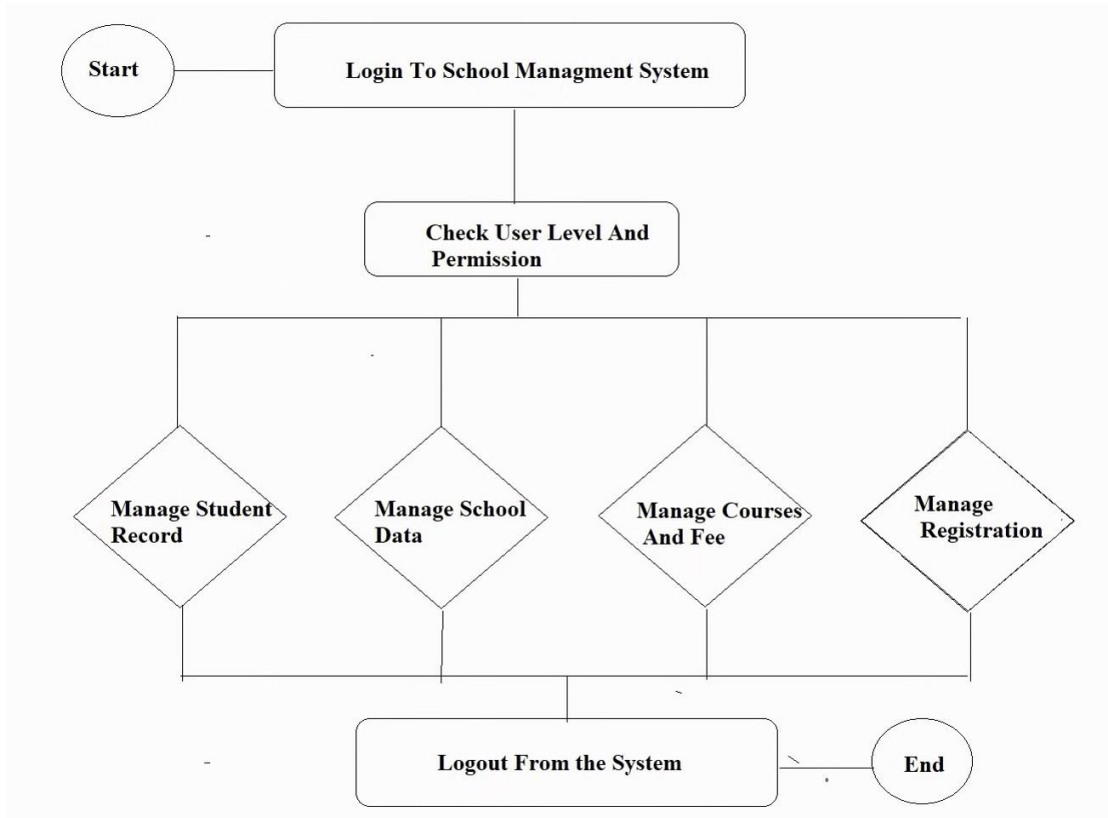 Start
Login To School Managment System
Check User Level And
Permission
Manage Student
Record
Manage School
Data
Manage Courses
And Fee
Manage
Registration
Logout From the System
End